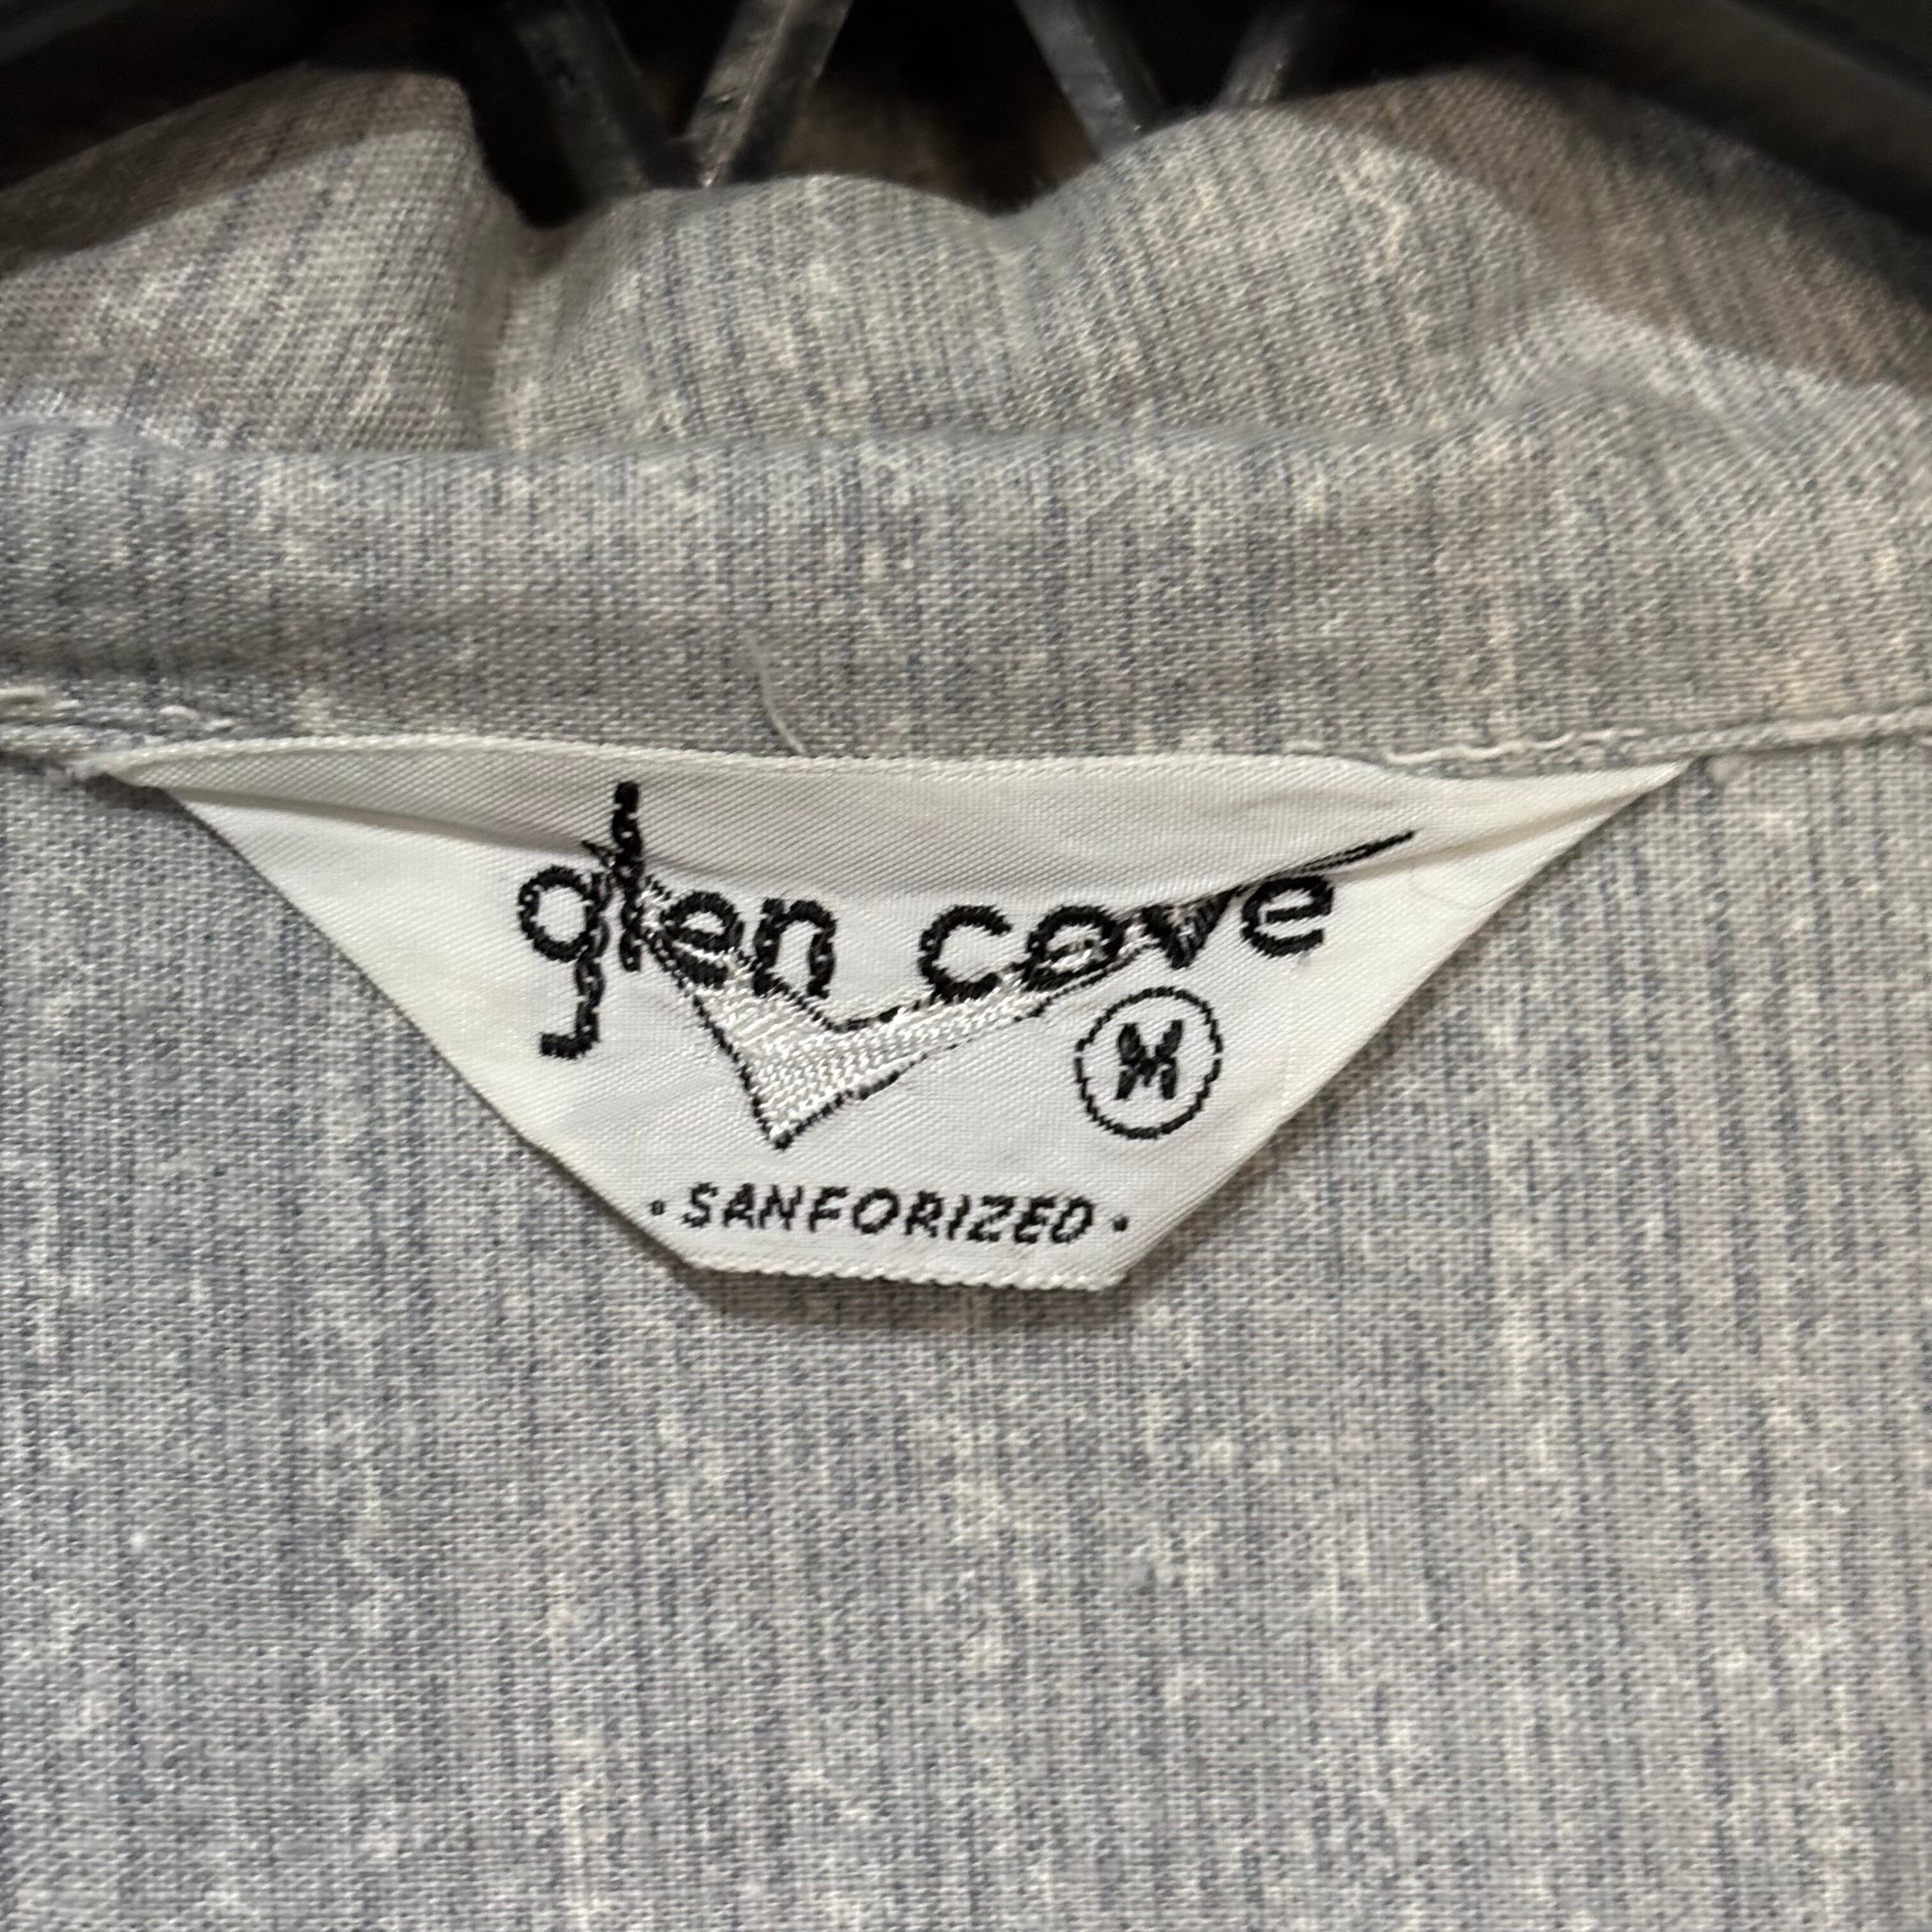 glen cove
M
• SANFORIZED •